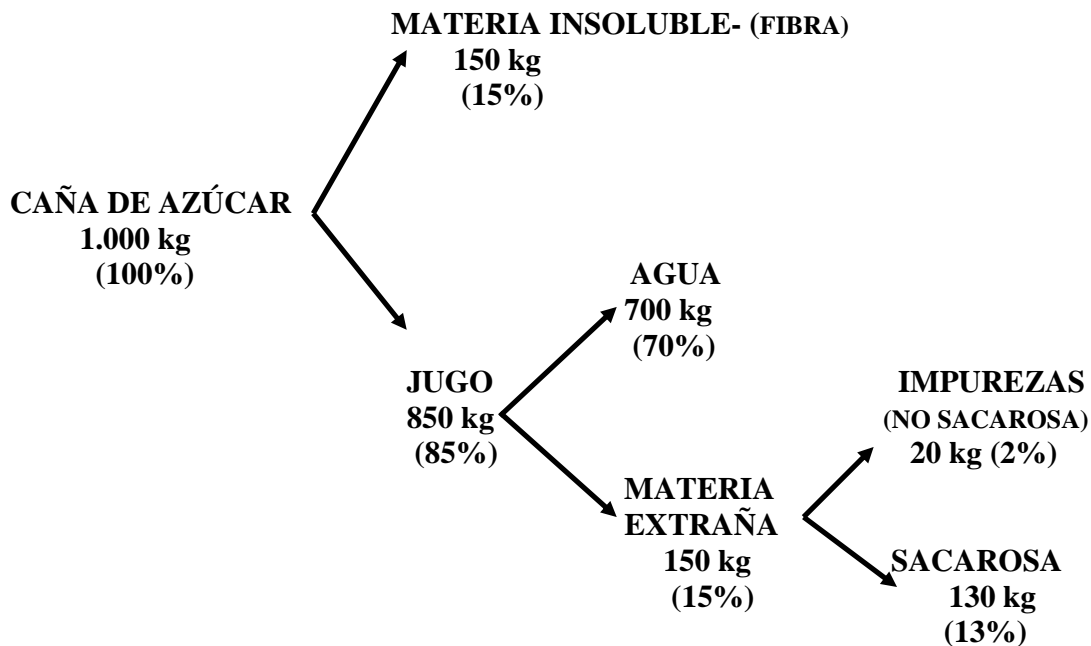 MATERIA INSOLUBLE- (FIBRA)
150 kg
(15%)
CAÑA DE AZÚCAR
1.000 kg
(100%)
AGUA
700 kg
(70%)
JUGO
850 kg
(85%)
IMPUREZAS
(NO SACAROSA)
20 kg (2%)
MATERIA
EXTRAÑA
150 kg
(15%)
SACAROSA
130 kg
(13%)